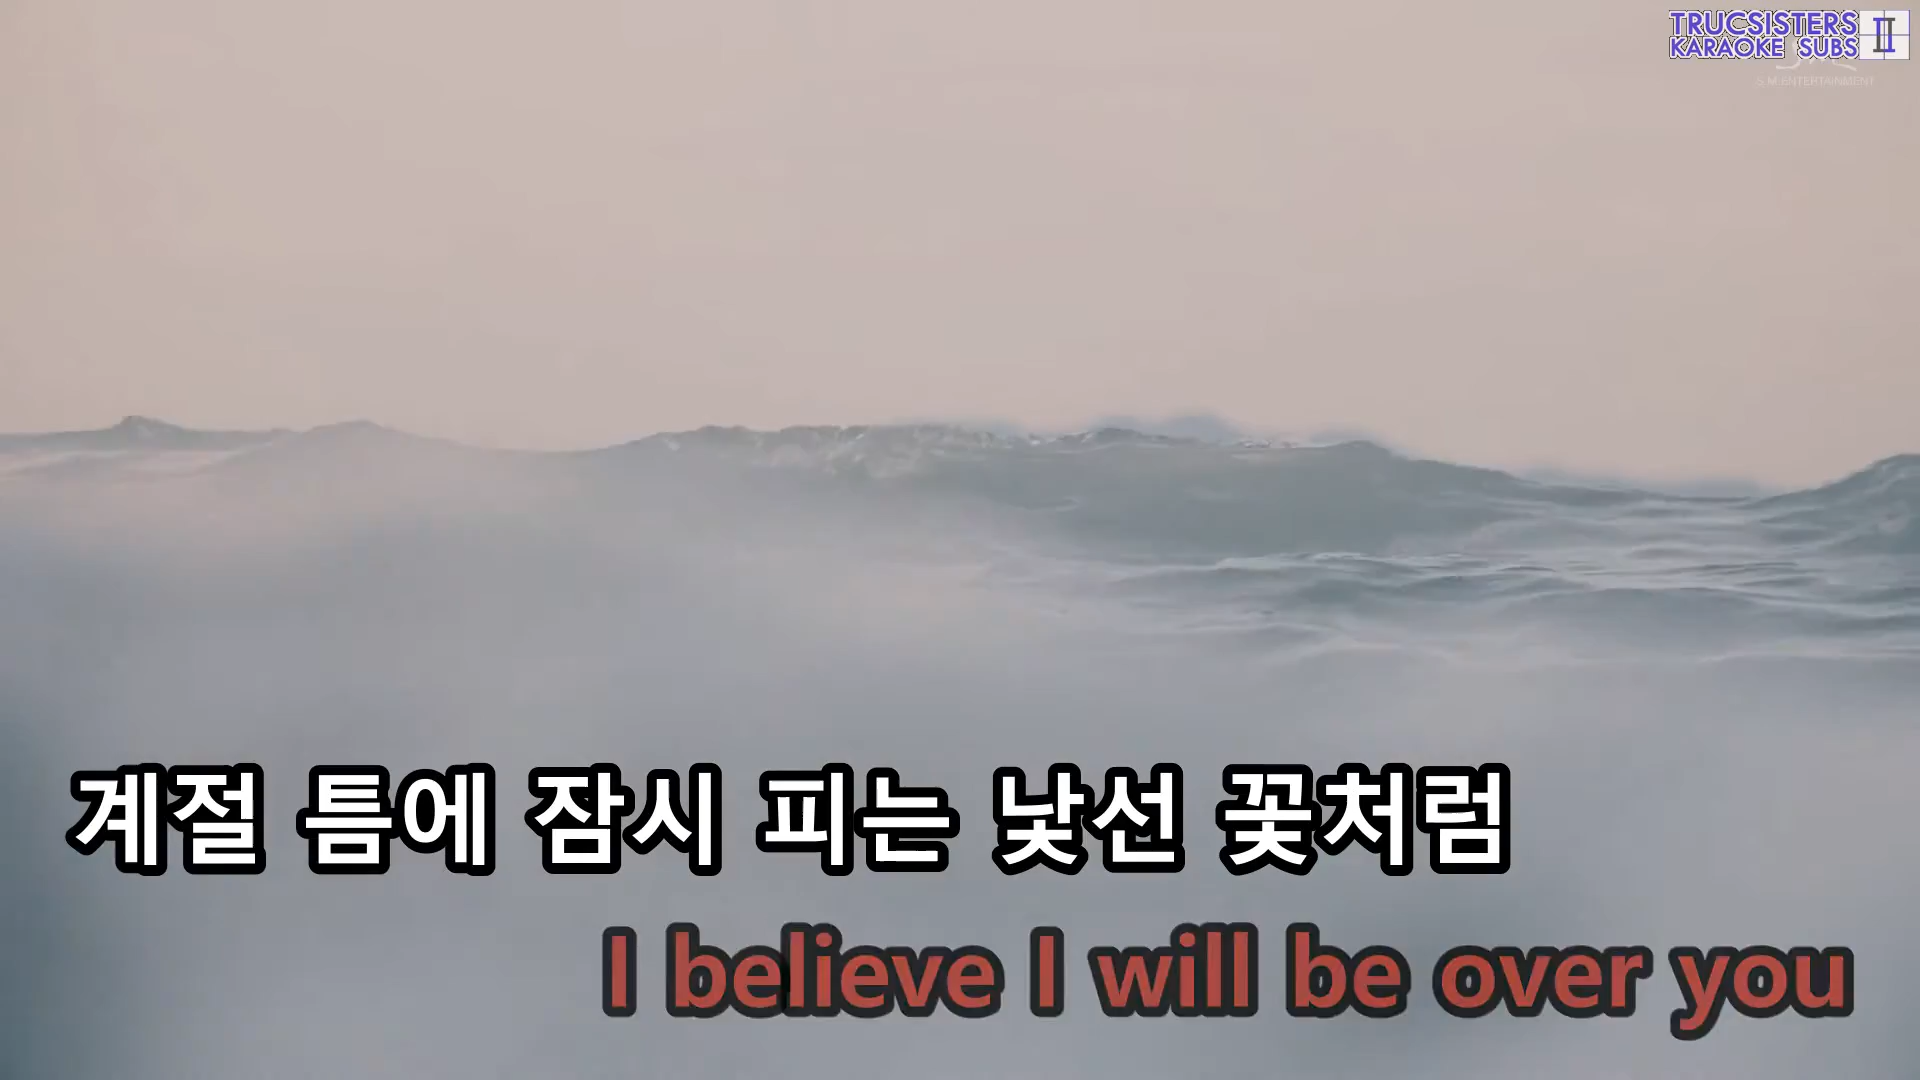 TRUCSISTERS
KARAOKE SUBS
S.M.ENTERTAINMENT
계절 틈에 잠시 피는 낯선 꽃처럼
I believe I will be over you